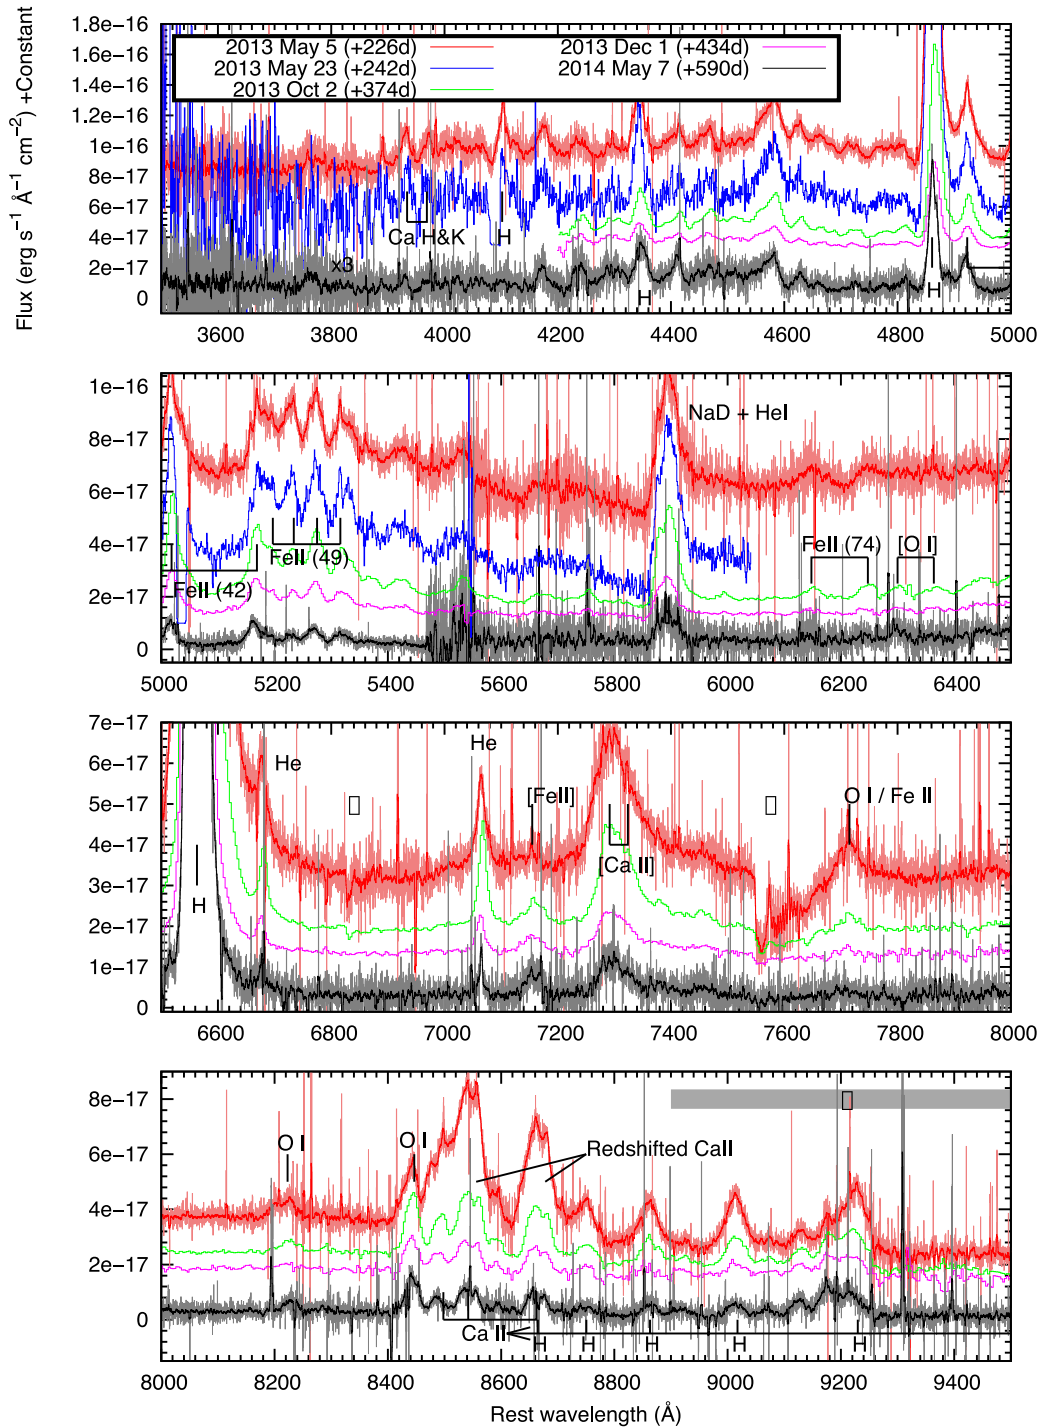 Flux (erg s⁻¹ Å⁻¹ cm⁻²) +Constant
1.8e−16
1.6e−16
1.4e−16
1.2e−16
1e−16
8e−17
6e−17
4e−17
2e−17
0
2013 May 5 (+226d)
2013 May 23 (+242d)
2013 Oct 2 (+374d)
2013 Dec 1 (+434d)
2014 May 7 (+590d)
Ca H&K
H
x3
H
H
3600 3800 4000 4200 4400 4600 4800 5000
1e−16
8e−17
6e−17
4e−17
2e−17
0
NaD + HeI
FeII (49)
FeII (42)
FeII (74)
[O I]
5000 5200 5400 5600 5800 6000 6200 6400
7e−17
6e−17
5e−17
4e−17
3e−17
2e−17
1e−17
0
He
He
[FeII]
O I / Fe II
[Ca II]
H
6600 6800 7000 7200 7400 7600 7800 8000
8e−17
6e−17
4e−17
2e−17
0
O I
O I
Redshifted CaII
Ca II
H H H H H
8000 8200 8400 8600 8800 9000 9200 9400
Rest wavelength (Å)